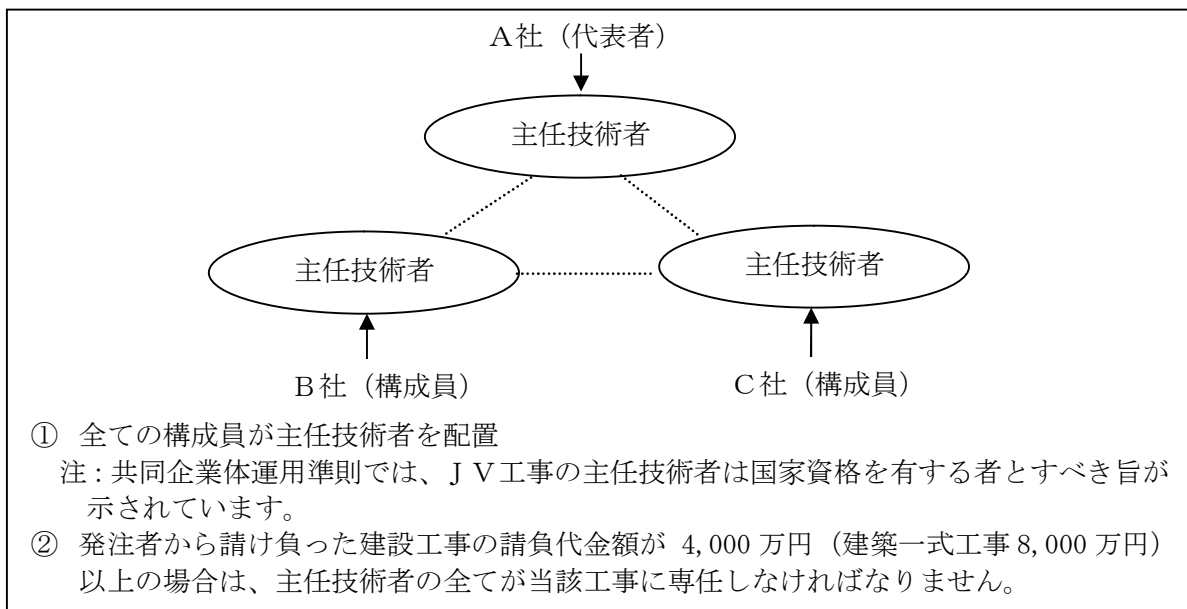 A社（代表者）
主任技術者
主任技術者
主任技術者
B社（構成員）
C社（構成員）
① 全ての構成員が主任技術者を配置
注：共同企業体運用準則では、JV工事の主任技術者は国家資格を有する者とすべき旨が
示されています。
② 発注者から請け負った建設工事の請負代金額が 4,000 万円（建築一式工事 8,000 万円）
以上の場合は、主任技術者の全てが当該工事に専任しなければなりません。